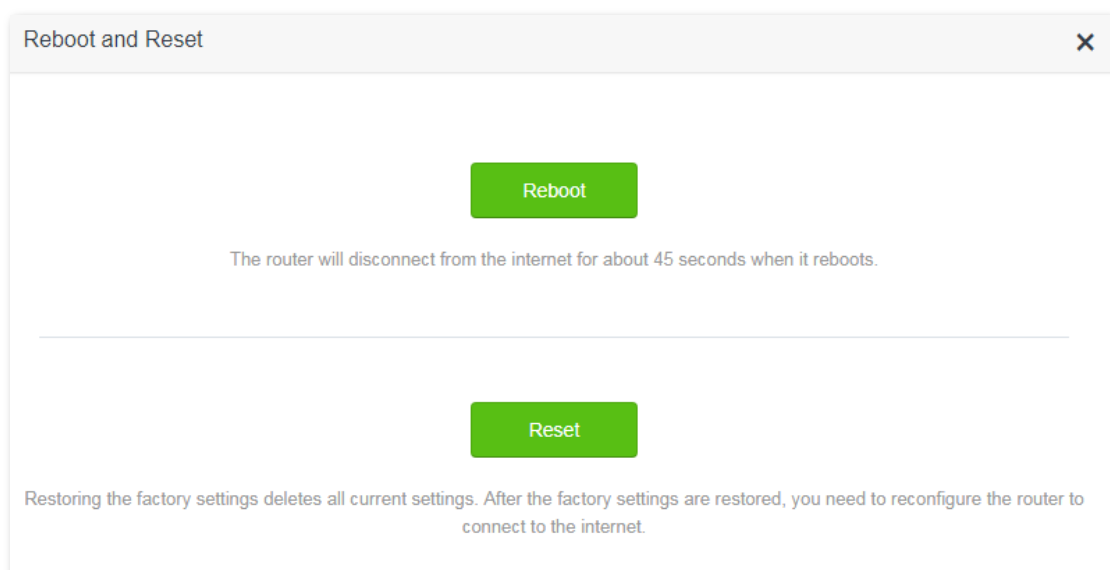 Reboot and Reset
Reboot
The router will disconnect from the internet for about 45 seconds when it reboots.
Reset
Restoring the factory settings deletes all current settings. After the factory settings are restored, you need to reconfigure the router to
connect to the internet.